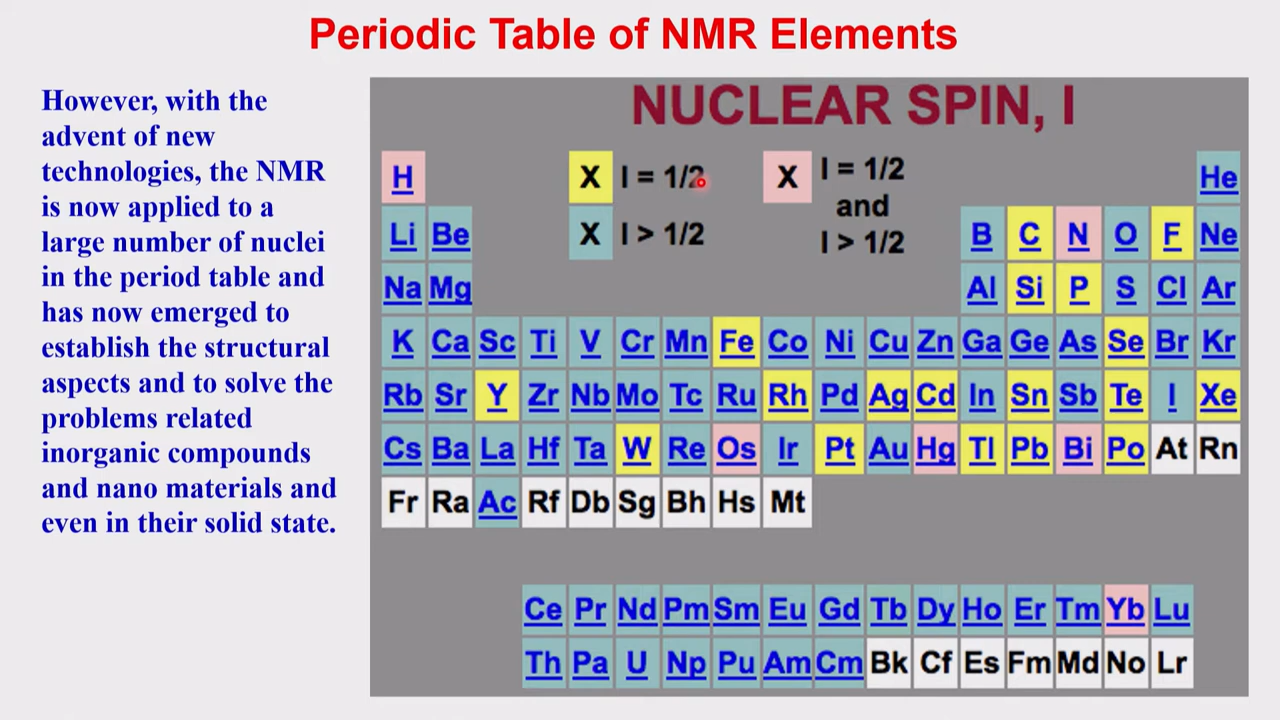 Periodic Table of NMR Elements
However, with the
advent of new
technologies, the NMR
is now applied to a
large number of nuclei
in the period table and
has now emerged to
establish the structural
aspects and to solve the
problems related
inorganic compounds
and nano materials and
even in their solid state.
NUCLEAR SPIN, I
X I = 1/2
X I > 1/2
X I = 1/2
and
I > 1/2
H He
Li Be B C N O F Ne
Na Mg Al Si P S Cl Ar
K Ca Sc Ti V Cr Mn Fe Co Ni Cu Zn Ga Ge As Se Br Kr
Rb Sr Y Zr Nb Mo Tc Ru Rh Pd Ag Cd In Sn Sb Te I Xe
Cs Ba La Hf Ta W Re Os Ir Pt Au Hg Tl Pb Bi Po At Rn
Fr Ra Ac Rf Db Sg Bh Hs Mt
Ce Pr Nd Pm Sm Eu Gd Tb Dy Ho Er Tm Yb Lu
Th Pa U Np Pu Am Cm Bk Cf Es Fm Md No Lr